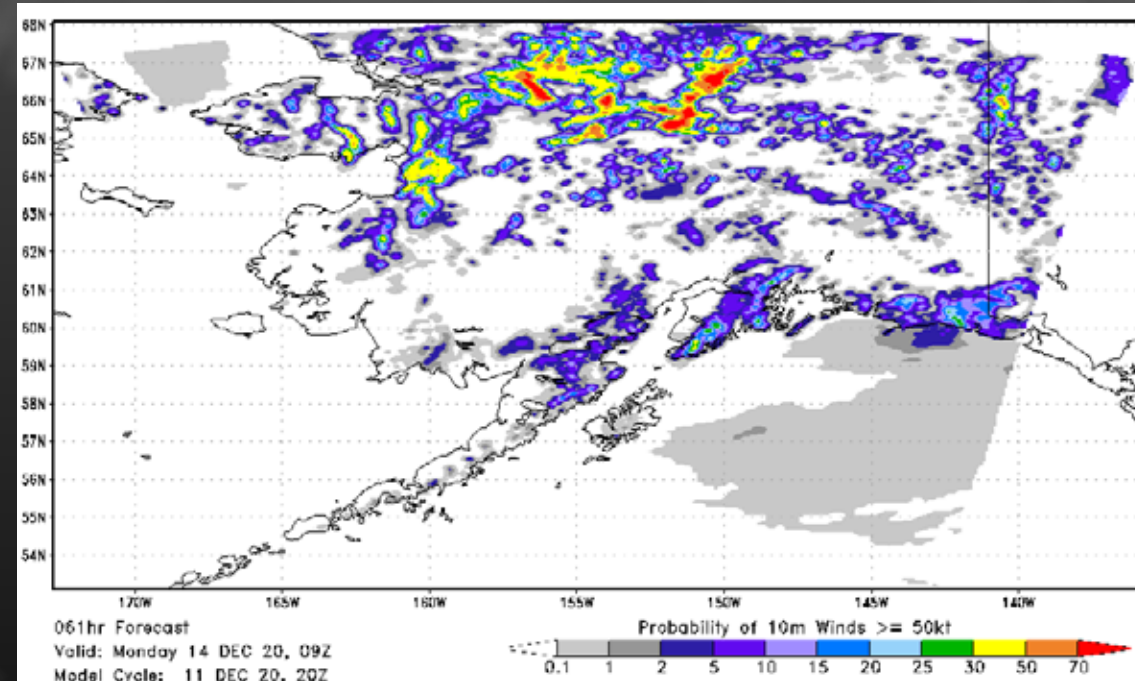 68N
67N
66N
65N
64N
63N
62N
61N
60N
59N
58N
57N
56N
55N
54N
170W 165W 160W 155W 150W 145W 140W
061hr Forecast
Valid: Monday 14 DEC 20, 09Z
Model Cycle: 11 DEC 20, 20Z
Probability of 10m Winds >= 50kt
0.1 1 2 5 10 15 20 25 30 50 70